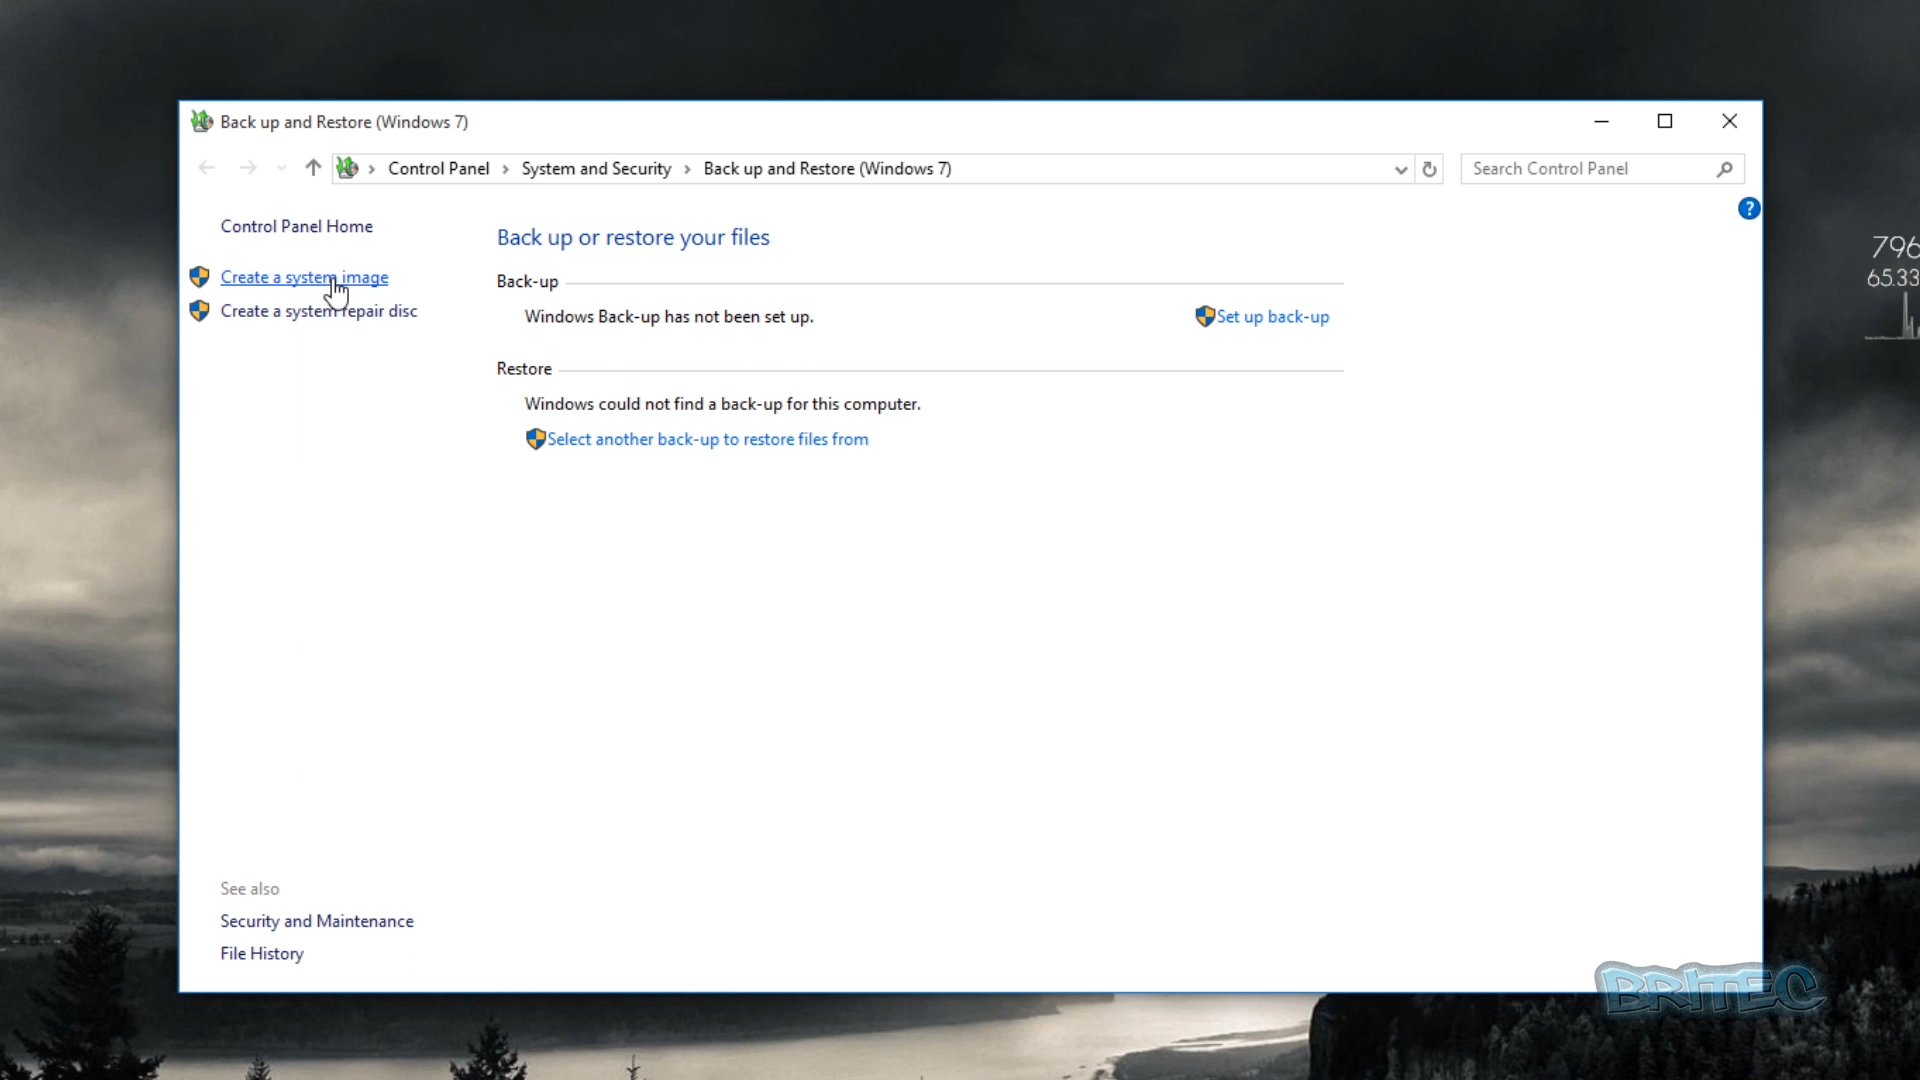 Back up and Restore (Windows 7)
Control Panel
System and Security
Back up and Restore (Windows 7)
Search Control Panel
?
Control Panel Home
Create a system image
Create a system repair disc
Back up or restore your files
Back-up
Windows Back-up has not been set up.
Set up back-up
Restore
Windows could not find a back-up for this computer.
Select another back-up to restore files from
See also
Security and Maintenance
File History
796
65.33
BRITEC